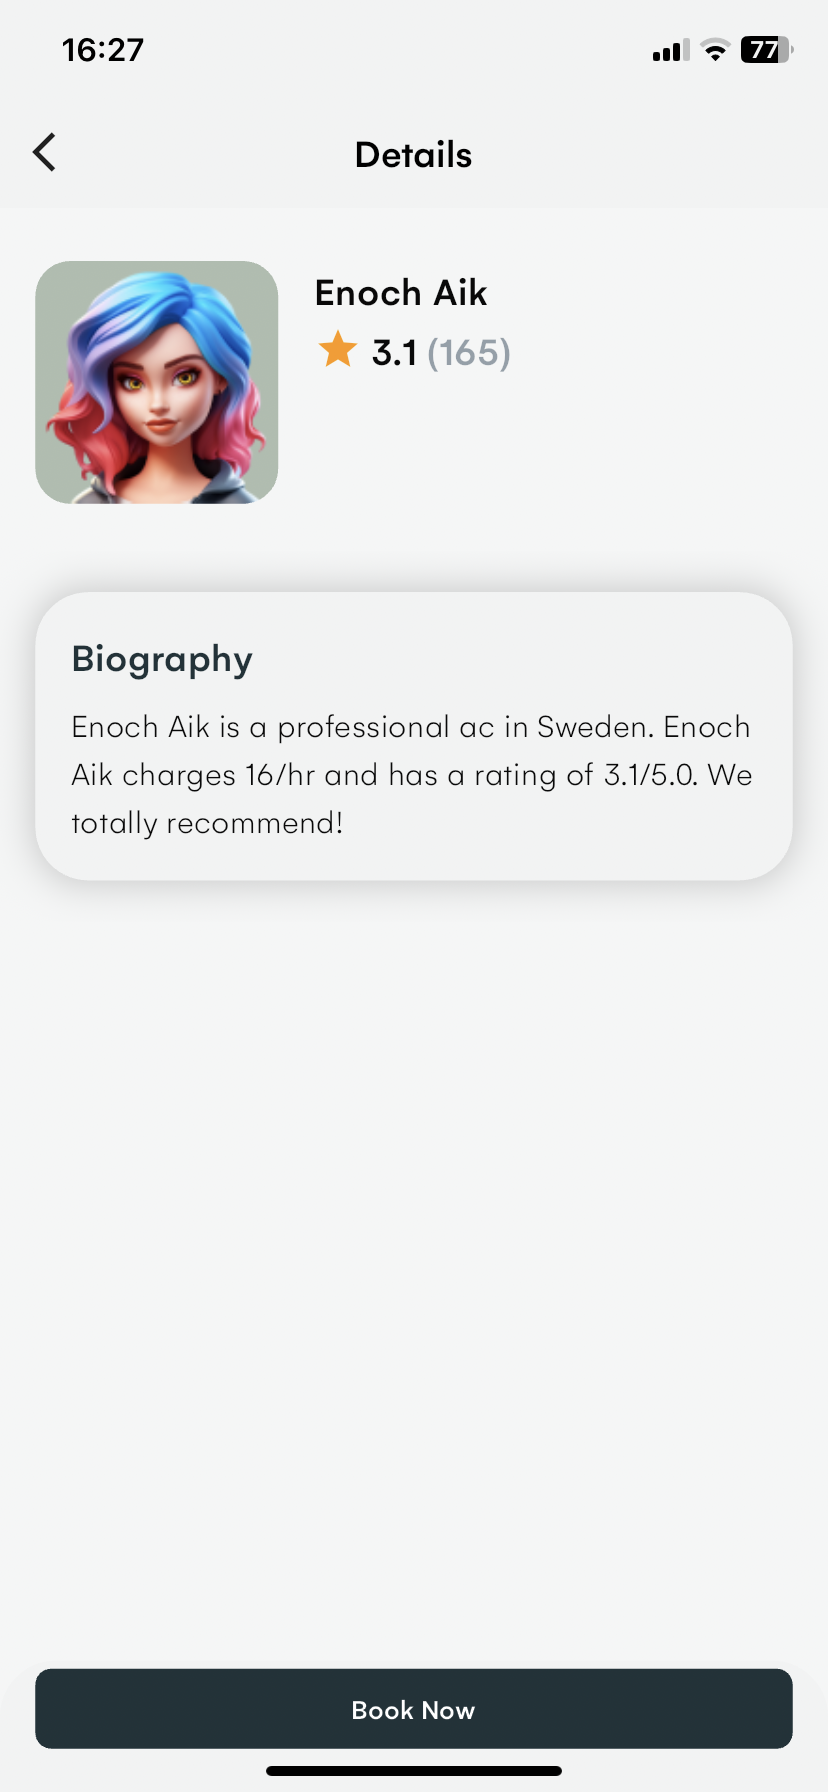 16:27
77
Details
Enoch Aik
3.1 (165)
Biography
Enoch Aik is a professional ac in Sweden. Enoch
Aik charges 16/hr and has a rating of 3.1/5.0. We
totally recommend!
Book Now